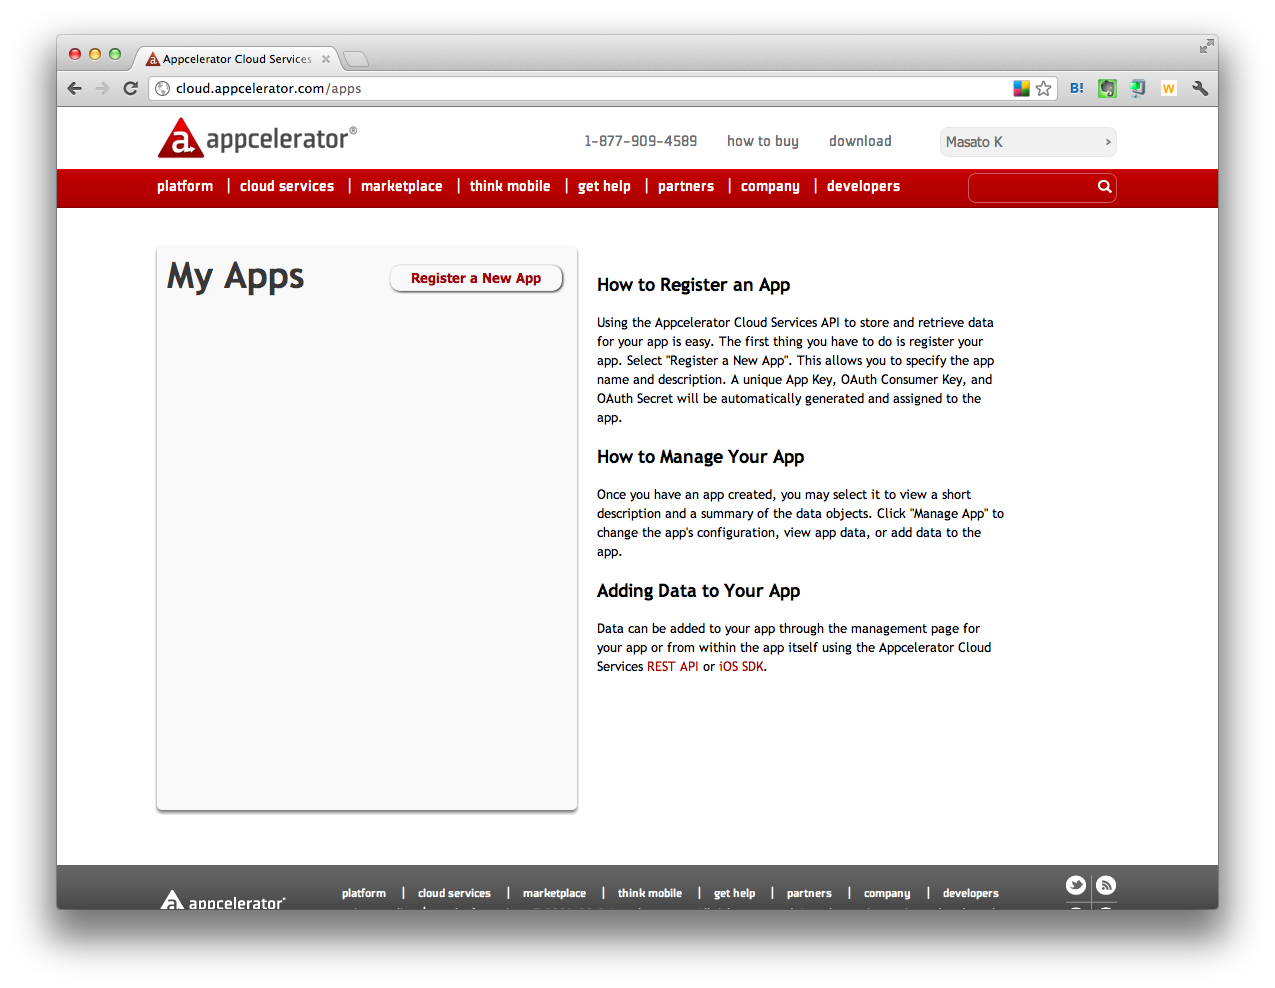 Appcelerator Cloud Services
cloud.appcelerator.com/apps
B!
W
a appcelerator®
1-877-909-4589
how to buy
download
Masato K
platform | cloud services | marketplace | think mobile | get help | partners | company | developers
My Apps
Register a New App
How to Register an App
Using the Appcelerator Cloud Services API to store and retrieve data
for your app is easy. The first thing you have to do is register your
app. Select "Register a New App". This allows you to specify the app
name and description. A unique App Key, OAuth Consumer Key, and
OAuth Secret will be automatically generated and assigned to the
app.
How to Manage Your App
Once you have an app created, you may select it to view a short
description and a summary of the data objects. Click "Manage App" to
change the app's configuration, view app data, or add data to the
app.
Adding Data to Your App
Data can be added to your app through the management page for
your app or from within the app itself using the Appcelerator Cloud
Services REST API or iOS SDK.
appcelerator
platform | cloud services | marketplace | think mobile | get help | partners | company | developers